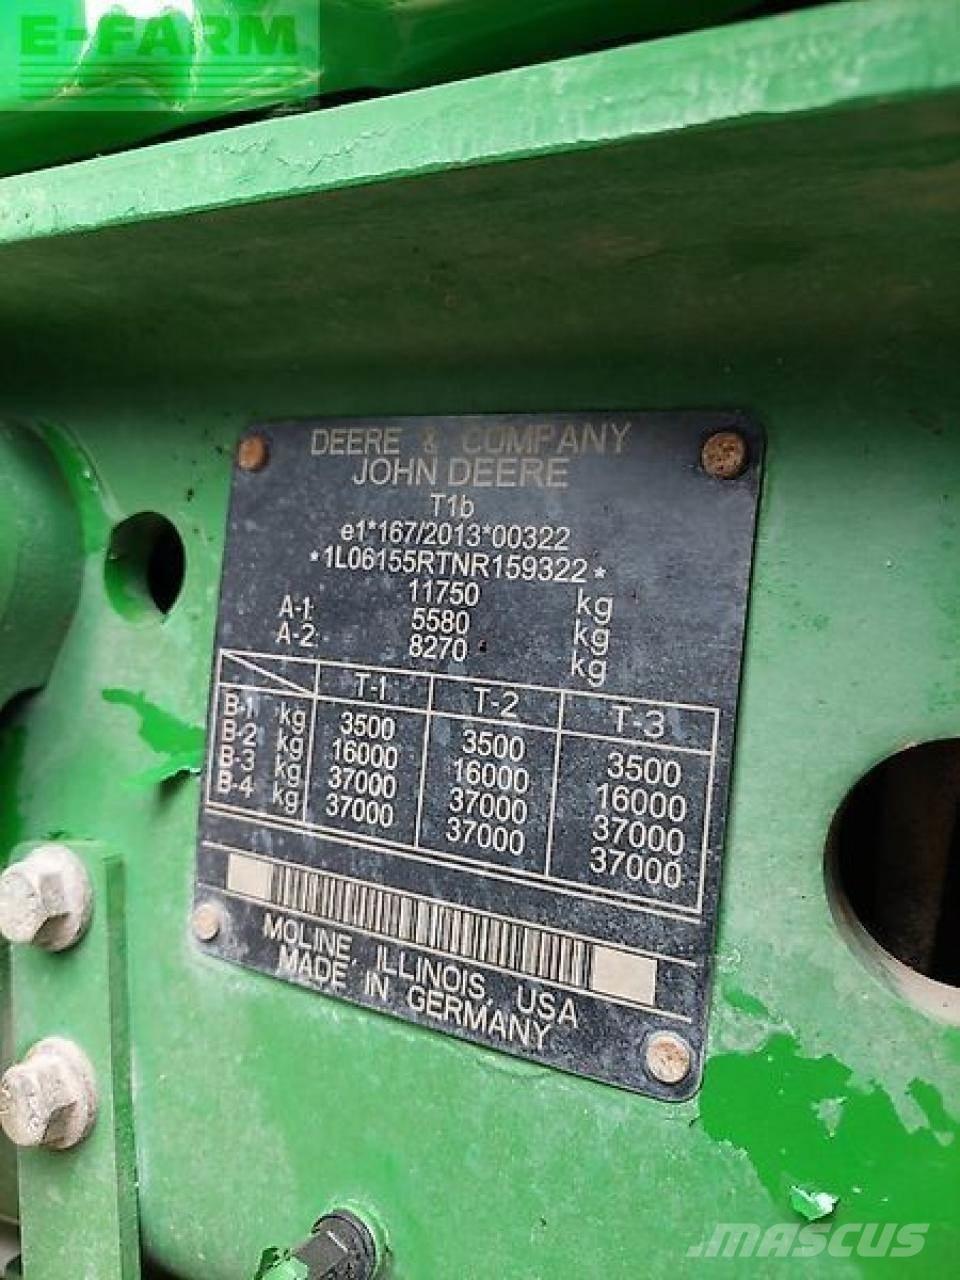 E-FARM
DEERE & COMPANY
JOHN DEERE
T1b
e1*167/2013*00322
*1L06155RTNR159322*
11750 kg
A-1 5580 kg
A-2 8270 kg
T-1 T-2 T-3
B-1 kg 3500 3500 3500
B-2 kg 16000 16000 16000
B-3 kg 37000 37000 37000
B-4 kg 37000 37000 37000
MOLINE, ILLINOIS, USA
MADE IN GERMANY
MASCUS